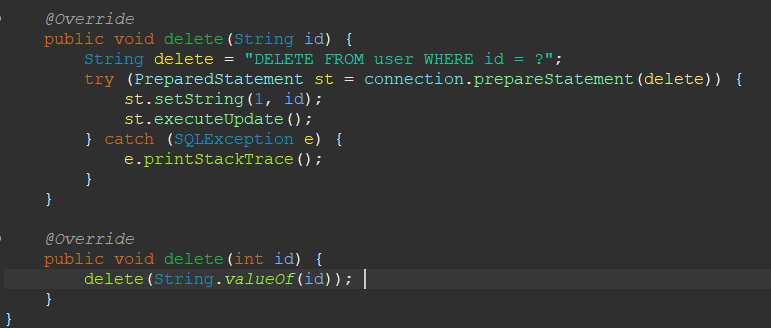 @Override
public void delete(String id) {
String delete = "DELETE FROM user WHERE id = ?";
try (PreparedStatement st = connection.prepareStatement(delete)) {
st.setString(1, id);
st.executeUpdate();
} catch (SQLException e) {
e.printStackTrace();
}
}
@Override
public void delete(int id) {
delete(String.valueOf(id));
}
}